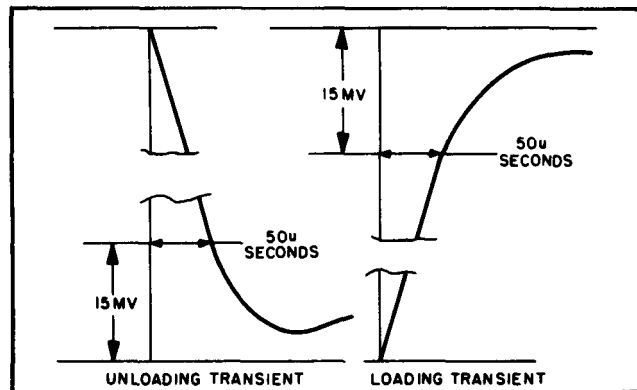 15 MV
50u
SECONDS
50u
SECONDS
15 MV
UNLOADING TRANSIENT
LOADING TRANSIENT